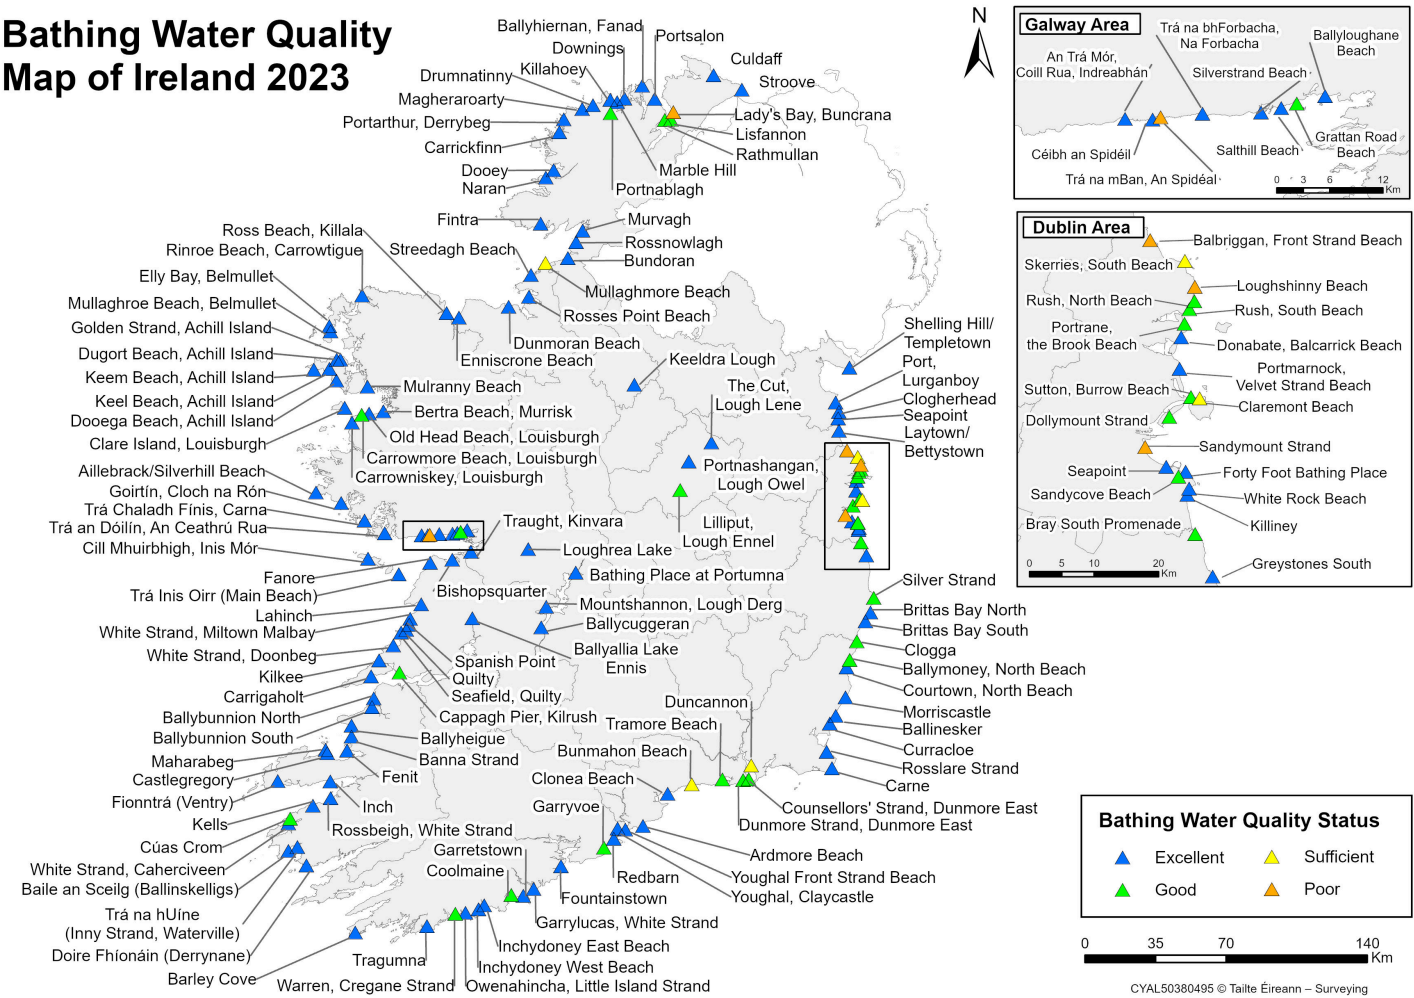 Bathing Water Quality
Map of Ireland 2023
Ballyhiernan, Fanad
Portsalon
Downings
Culdaff
Killahoey
Stroove
Drumnatinny
Magheraroarty
Lady's Bay, Buncrana
Portarthur, Derrybeg
Lisfannon
Carrickfinn
Rathmullan
Marble Hill
Dooey
Naran
Portnablagh
Fintra
Murvagh
Ross Beach, Killala
Rossnowlagh
Rinroe Beach, Carrowtigue
Streedagh Beach
Bundoran
Elly Bay, Belmullet
Mullaghmore Beach
Mullaghroe Beach, Belmullet
Rosses Point Beach
Golden Strand, Achill Island
Dunmoran Beach
Dugort Beach, Achill Island
Enniscrone Beach
Keeldra Lough
Keem Beach, Achill Island
Mulranny Beach
The Cut,
Lough Lene
Keel Beach, Achill Island
Bertra Beach, Murrisk
Dooega Beach, Achill Island
Old Head Beach, Louisburgh
Clare Island, Louisburgh
Carrowmore Beach, Louisburgh
Portnashangan,
Lough Owel
Aillebrack/Silverhill Beach
Carrowniskey, Louisburgh
Goirtín, Cloch na Rón
Trá Chaladh Fínis, Carna
Trá an Dóilín, An Ceathrú Rua
Traught, Kinvara
Lilliput,
Lough Ennel
Cill Mhuirbhigh, Inis Mór
Loughrea Lake
Fanore
Bathing Place at Portumna
Trá Inis Oirr (Main Beach)
Bishopsquarter
Lahinch
Mountshannon, Lough Derg
White Strand, Miltown Malbay
Ballycuggeran
White Strand, Doonbeg
Ballyallia Lake
Ennis
Spanish Point
Kilkee
Quilty
Carrigaholt
Seafield, Quilty
Ballybunnion North
Cappagh Pier, Kilrush
Ballybunnion South
Ballyheigue
Maharabeg
Banna Strand
Castlegregory
Fenit
Fionntrá (Ventry)
Inch
Kells
Rossbeigh, White Strand
Cúas Crom
Garretstown
White Strand, Caherciveen
Coolmaine
Baile an Sceilg (Ballinskelligs)
Trá na hUíne
(Inny Strand, Waterville)
Doire Fhíonáin (Derrynane)
Barley Cove
Tragumna
Warren, Cregane Strand
Owenahincha, Little Island Strand
Inchydoney West Beach
Inchydoney East Beach
Garrylucas, White Strand
Fountainstown
Redbarn
Youghal, Claycastle
Youghal Front Strand Beach
Ardmore Beach
Garryvoe
Clonea Beach
Bunmahon Beach
Tramore Beach
Duncannon
Dunmore Strand, Dunmore East
Counsellors' Strand, Dunmore East
Shelling Hill/
Templetown
Port,
Lurganboy
Clogherhead
Seapoint
Laytown/
Bettystown
Silver Strand
Brittas Bay North
Brittas Bay South
Clogga
Ballymoney, North Beach
Courtown, North Beach
Morriscastle
Ballinesker
Curracloe
Rosslare Strand
Carne
N
Galway Area
An Trá Mór,
Coill Rua, Indreabhán
Trá na bhForbacha,
Na Forbacha
Ballyloughane
Beach
Silverstrand Beach
Céibh an Spidéil
Salthill Beach
Grattan Road
Beach
Trá na mBan, An Spidéal
0 3 6 12
Km
Dublin Area
Balbriggan, Front Strand Beach
Skerries, South Beach
Loughshinny Beach
Rush, North Beach
Rush, South Beach
Portrane,
the Brook Beach
Donabate, Balcarrick Beach
Portmarnock,
Velvet Strand Beach
Sutton, Burrow Beach
Claremont Beach
Dollymount Strand
Sandymount Strand
Seapoint
Forty Foot Bathing Place
Sandycove Beach
White Rock Beach
Bray South Promenade
Killiney
Greystones South
0 5 10 20
Km
Bathing Water Quality Status
Excellent
Sufficient
Good
Poor
0 35 70 140
Km
CYAL50380495 © Tailte Éireann – Surveying